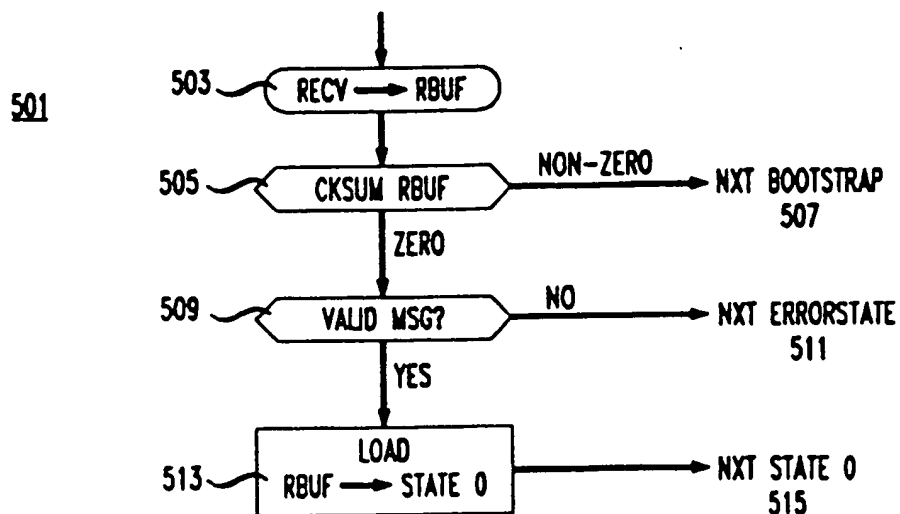 501
503
RECV → RBUF
505
CKSUM RBUF
NON-ZERO
NXT BOOTSTRAP
507
ZERO
509
VALID MSG?
NO
NXT ERRORSTATE
511
YES
513
LOAD
RBUF → STATE 0
NXT STATE 0
515